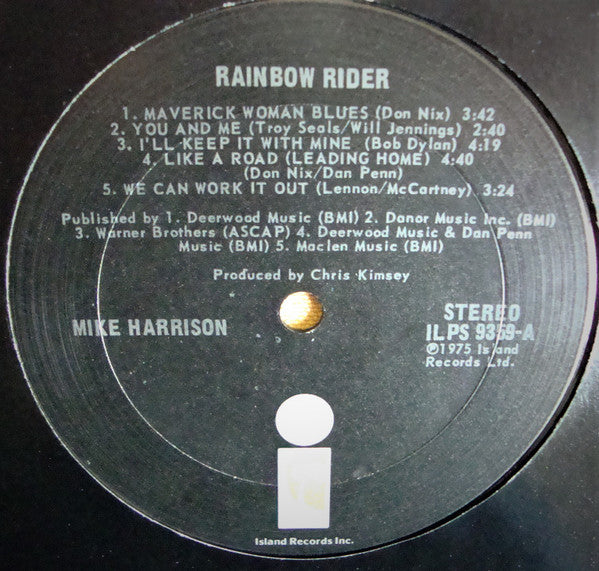 RAINBOW RIDER
1. MAVERICK WOMAN BLUES (Don Nix) 3:42
2. YOU AND ME (Troy Seals/Will Jennings) 2:40
3. I'LL KEEP IT WITH MINE (Bob Dylan) 4:19
4. LIKE A ROAD (LEADING HOME) 4:40
(Don Nix/Dan Penn)
5. WE CAN WORK IT OUT (Lennon/McCartney) 3:24
Published by 1. Deerwood Music (BMI) 2. Danor Music Inc. (BMI)
3. Warner Brothers (ASCAP) 4. Deerwood Music & Dan Penn
Music (BMI) 5. Maclen Music (BMI)
Produced by Chris Kimsey
MIKE HARRISON
STEREO
ILPS 9359-A
℗1975 Island
Records Ltd.
i
Island Records Inc.